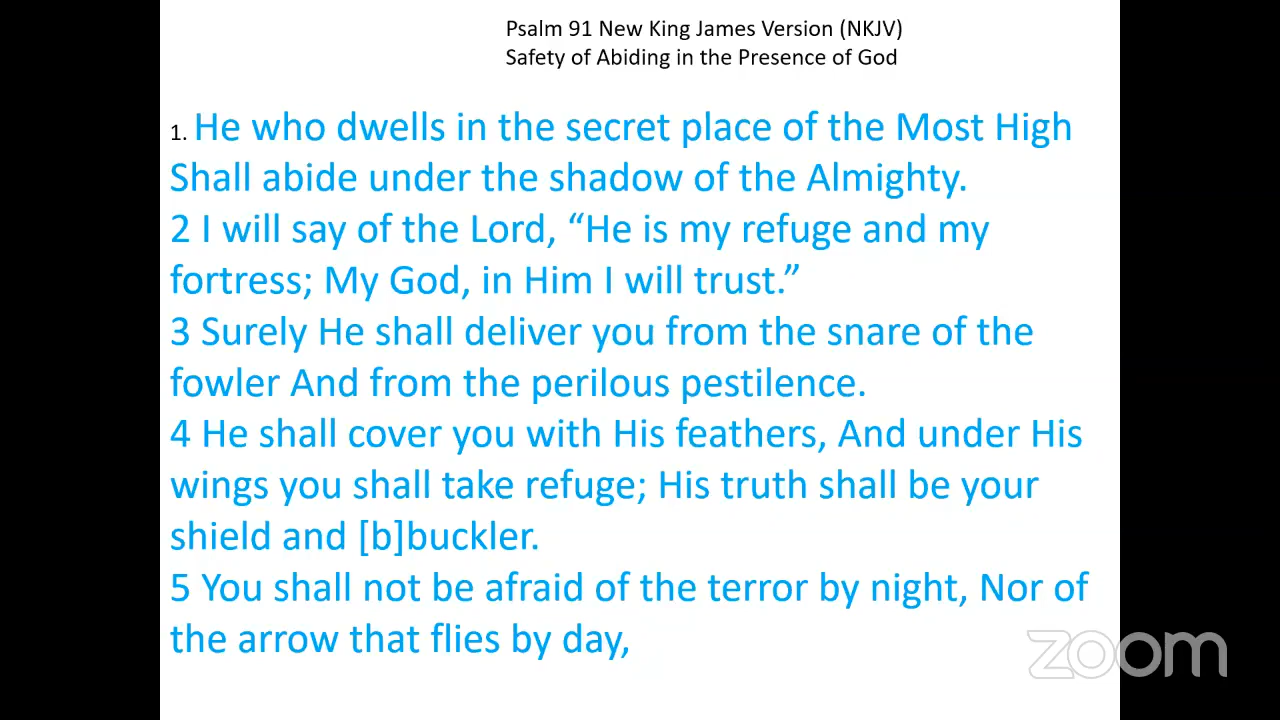 Psalm 91 New King James Version (NKJV)
Safety of Abiding in the Presence of God
1. He who dwells in the secret place of the Most High
Shall abide under the shadow of the Almighty.
2 I will say of the Lord, “He is my refuge and my
fortress; My God, in Him I will trust.”
3 Surely He shall deliver you from the snare of the
fowler And from the perilous pestilence.
4 He shall cover you with His feathers, And under His
wings you shall take refuge; His truth shall be your
shield and [b]buckler.
5 You shall not be afraid of the terror by night, Nor of
the arrow that flies by day,
zoom